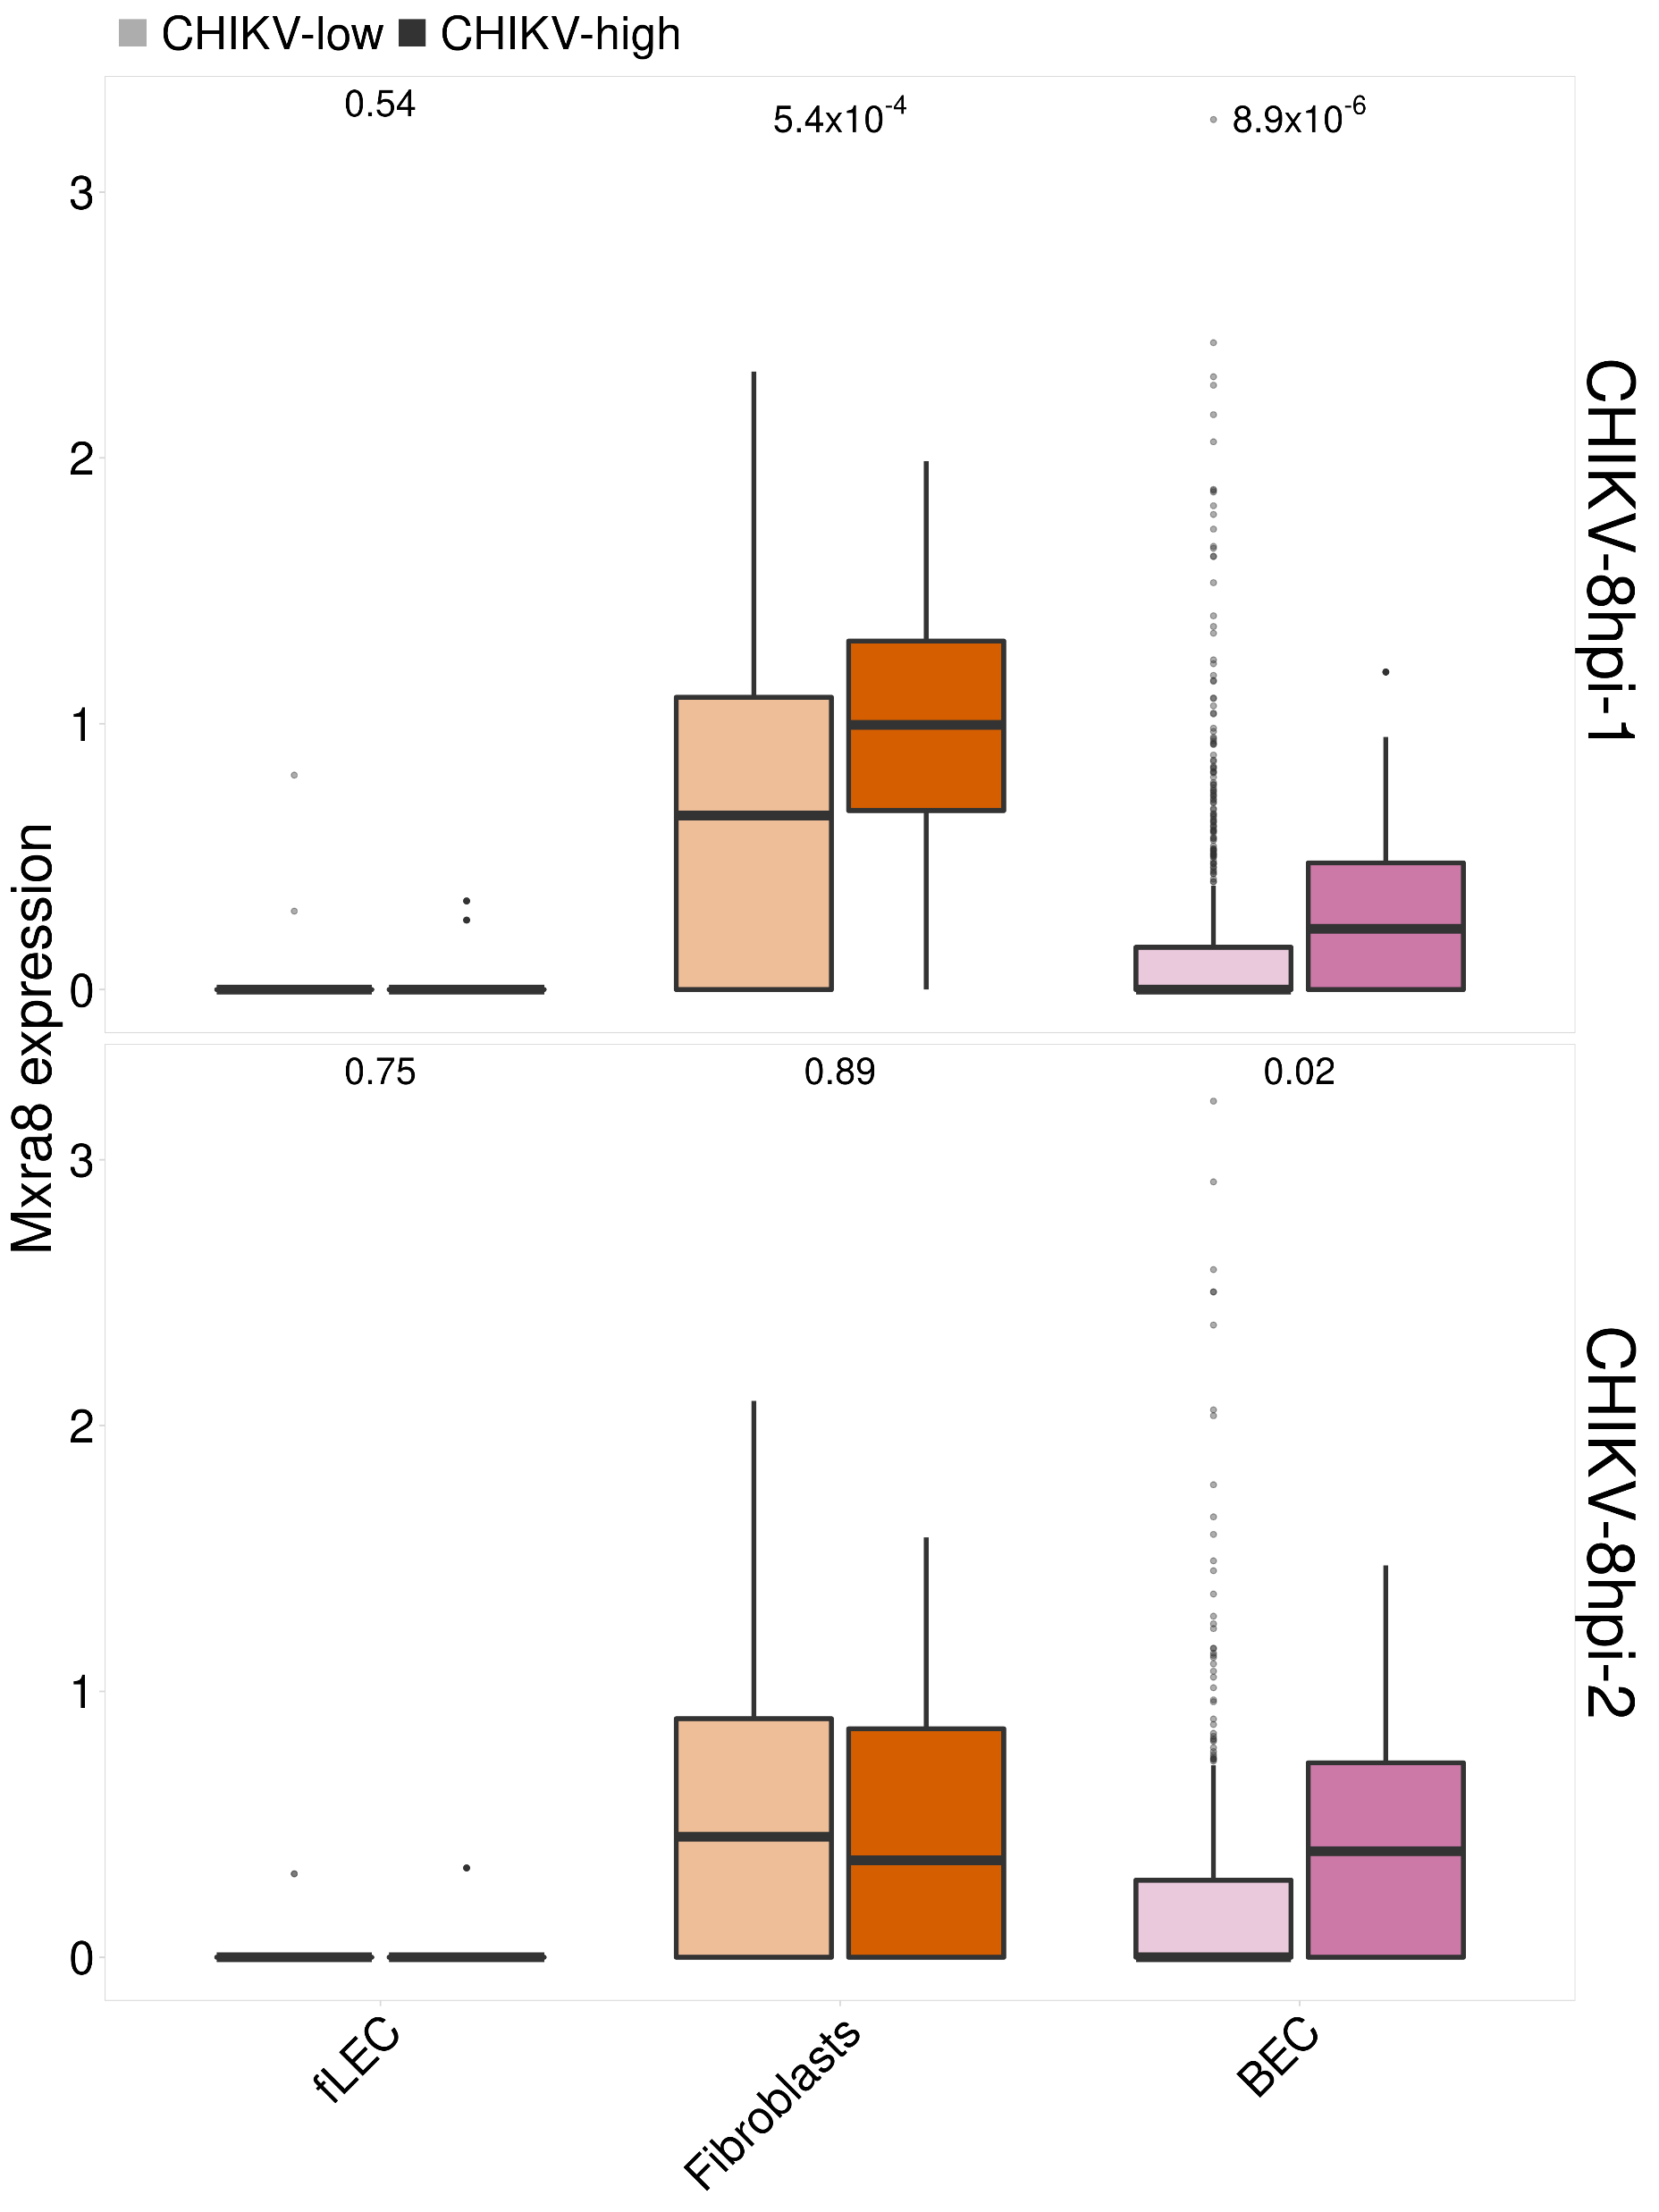 CHIKV-low CHIKV-high
0.54 5.4x10⁻⁴ 8.9x10⁻⁶
3
2
1
0
CHIKV-8hpi-1
Mxra8 expression
0.75 0.89 0.02
3
2
1
0
CHIKV-8hpi-2
fLEC Fibroblasts BEC